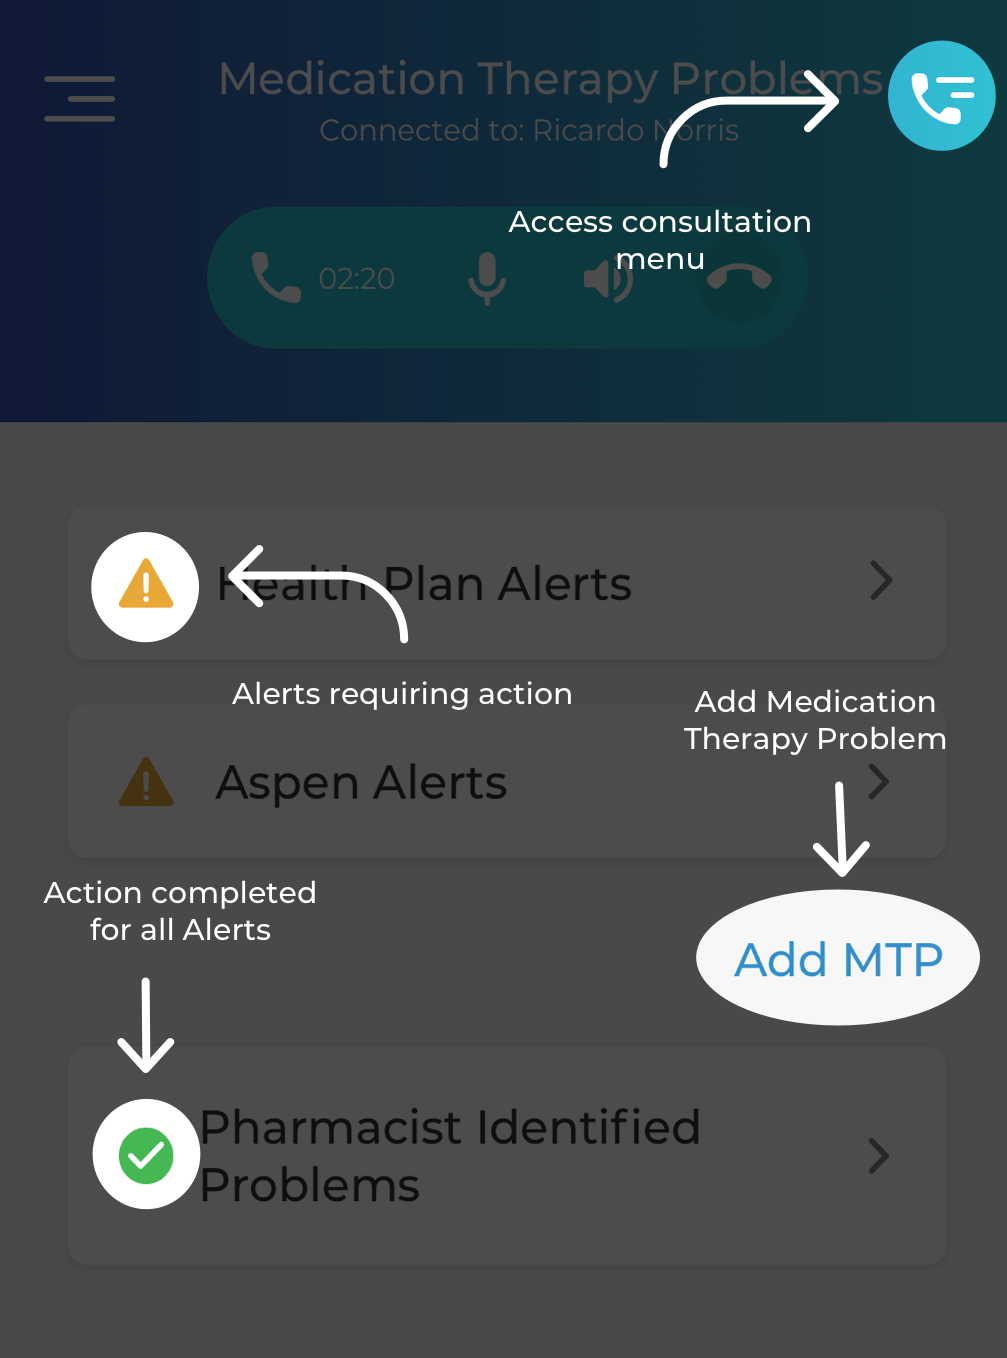 Medication Therapy Problems
Connected to: Ricardo Norris
Access consultation
menu
02:20
Health Plan Alerts
Alerts requiring action
Add Medication
Therapy Problem
Aspen Alerts
Action completed
for all Alerts
Add MTP
Pharmacist Identified
Problems